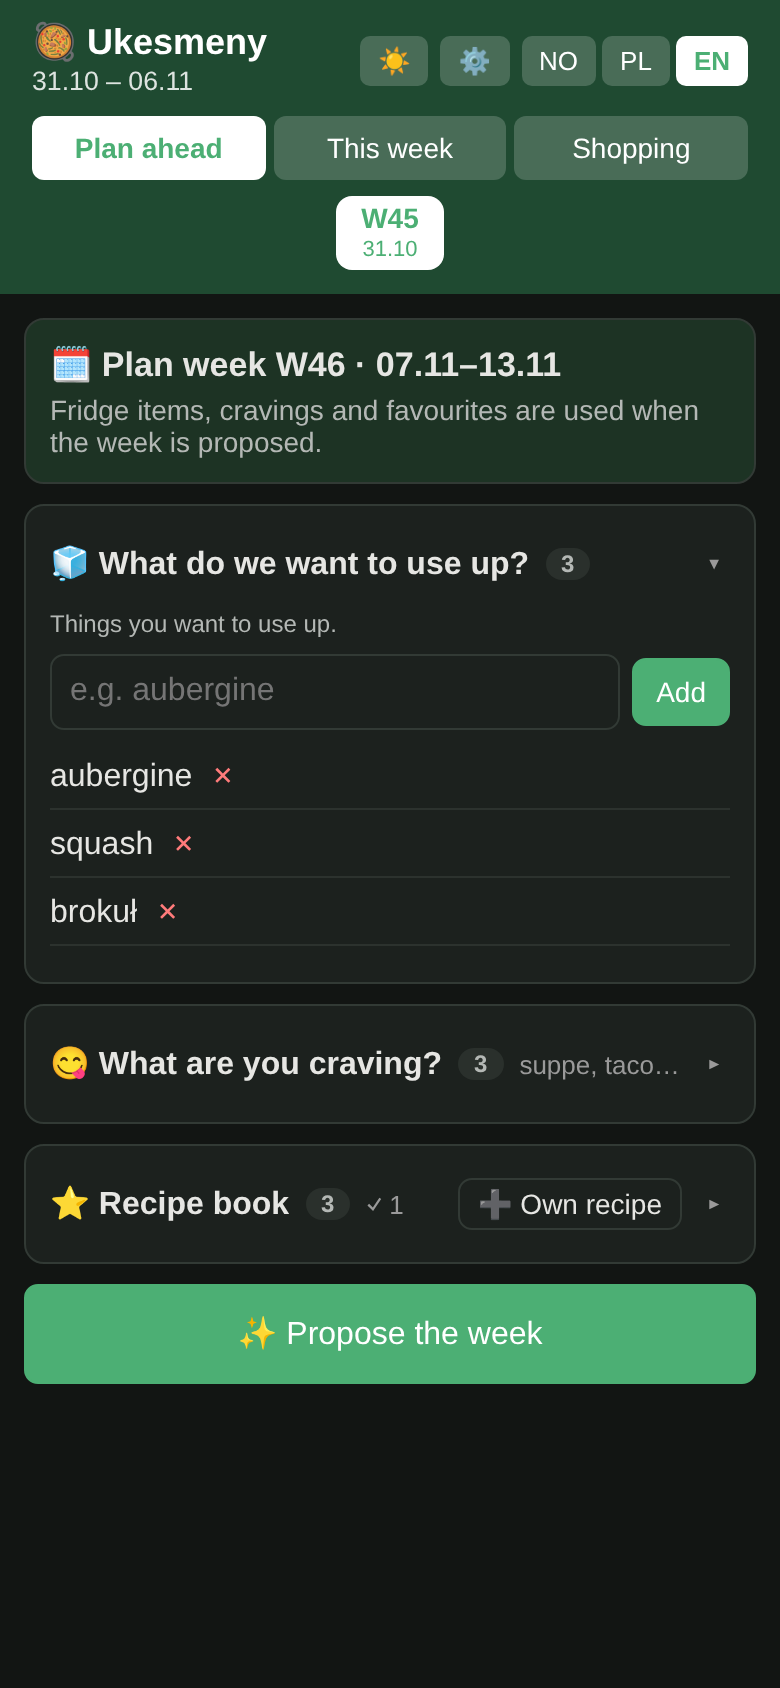 🥘 Ukesmeny
31.10 – 06.11
☀️ ⚙️ NO PL EN
Plan ahead This week Shopping
W45
31.10
🗓️ Plan week W46 · 07.11–13.11
Fridge items, cravings and favourites are used when
the week is proposed.
🧊 What do we want to use up? 3 ▾
Things you want to use up.
e.g. aubergine Add
aubergine ✕
squash ✕
brokuł ✕
😋 What are you craving? 3 suppe, taco… ▸
⭐ Recipe book 3 ✓ 1 ➕ Own recipe ▸
✨ Propose the week